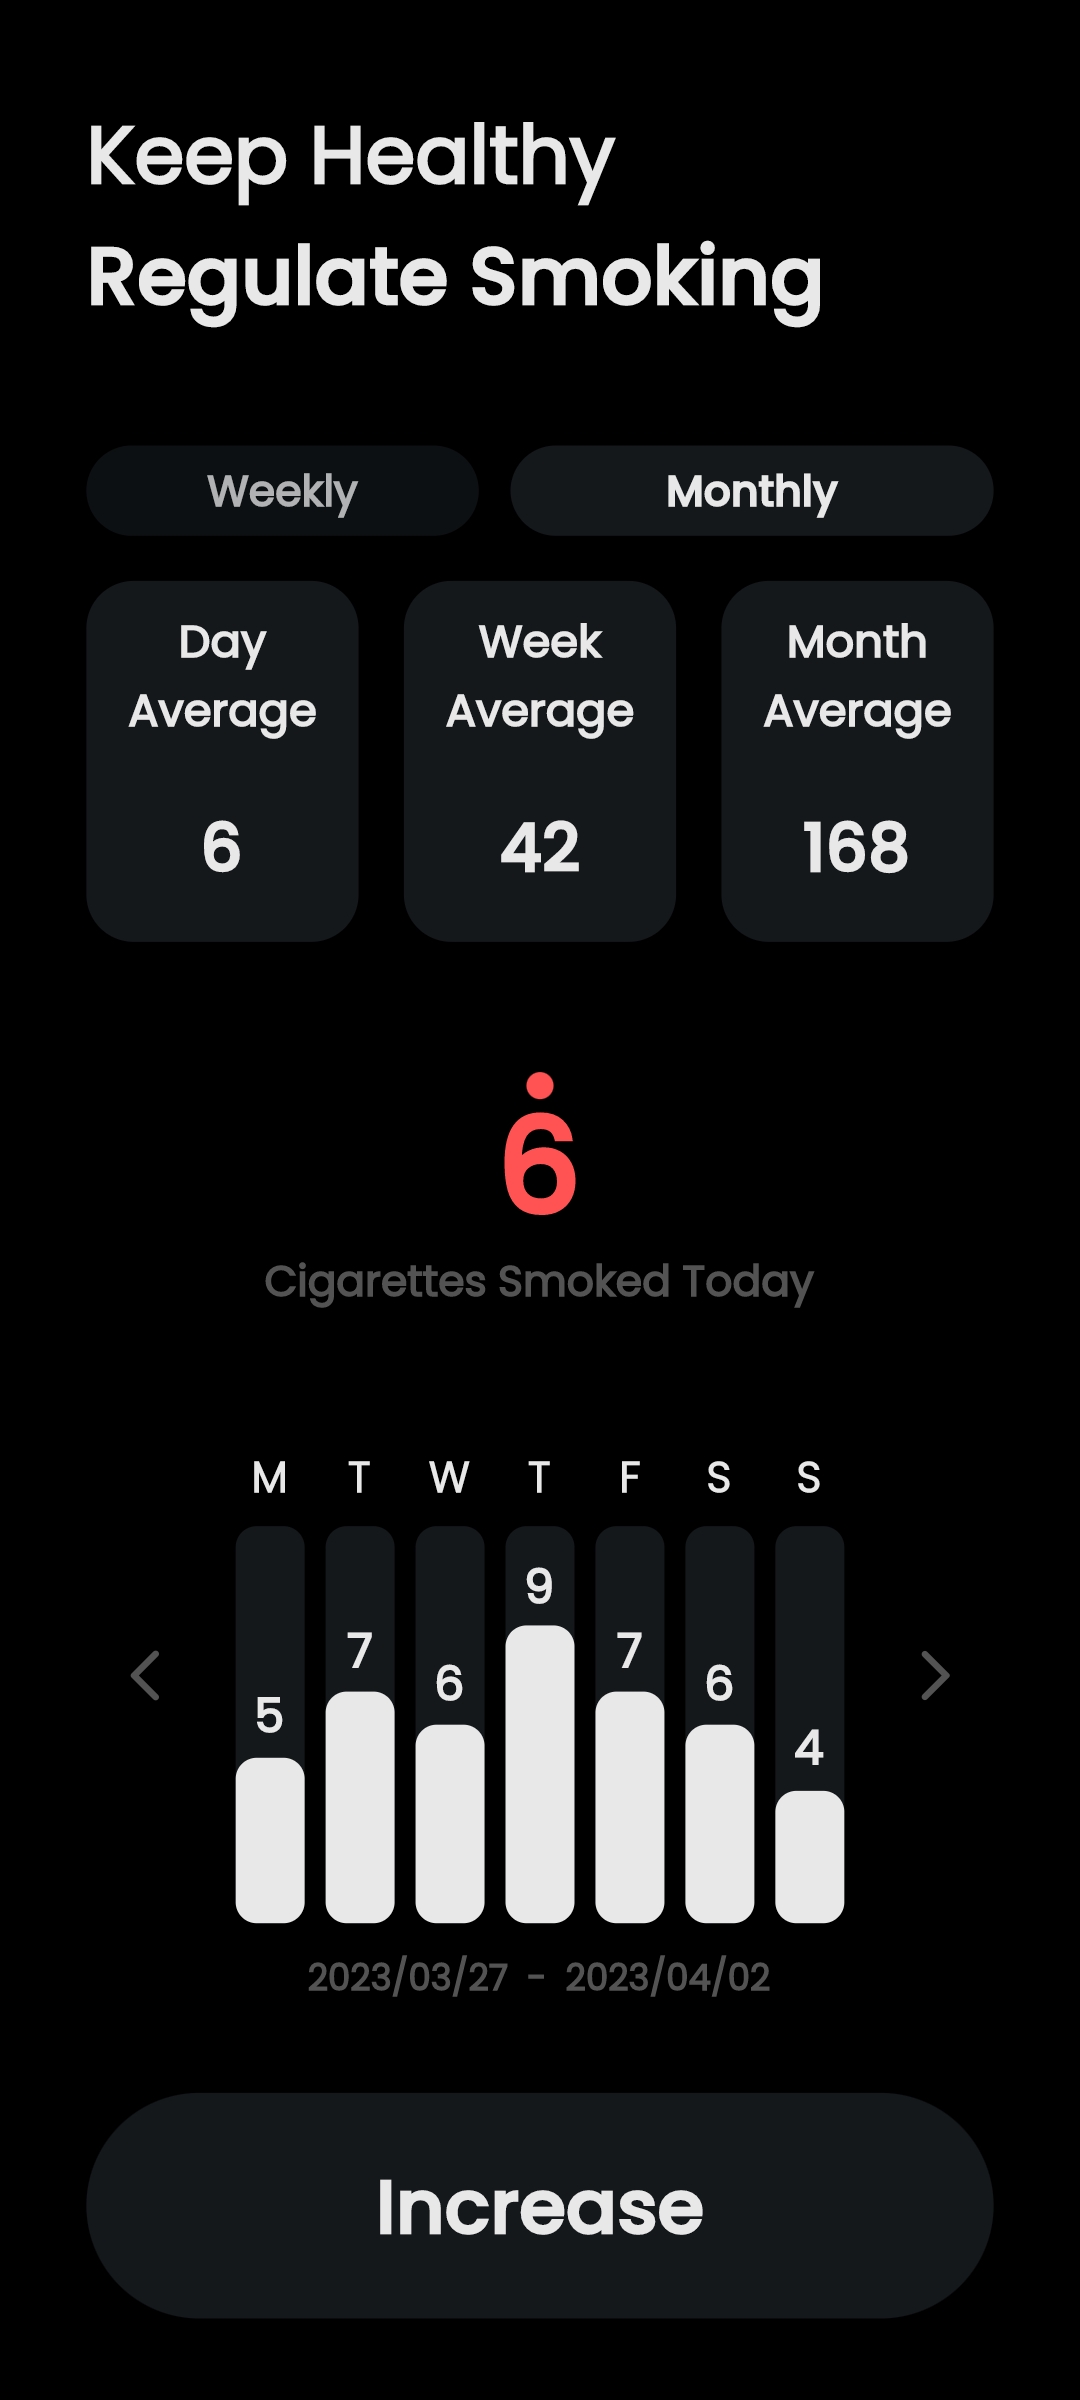 Keep Healthy
Regulate Smoking
Weekly Monthly
Day Average
Week Average
Month Average
6 42 168
6
Cigarettes Smoked Today
M T W T F S S
5 7 6 9 7 6 4
2023/03/27 - 2023/04/02
Increase